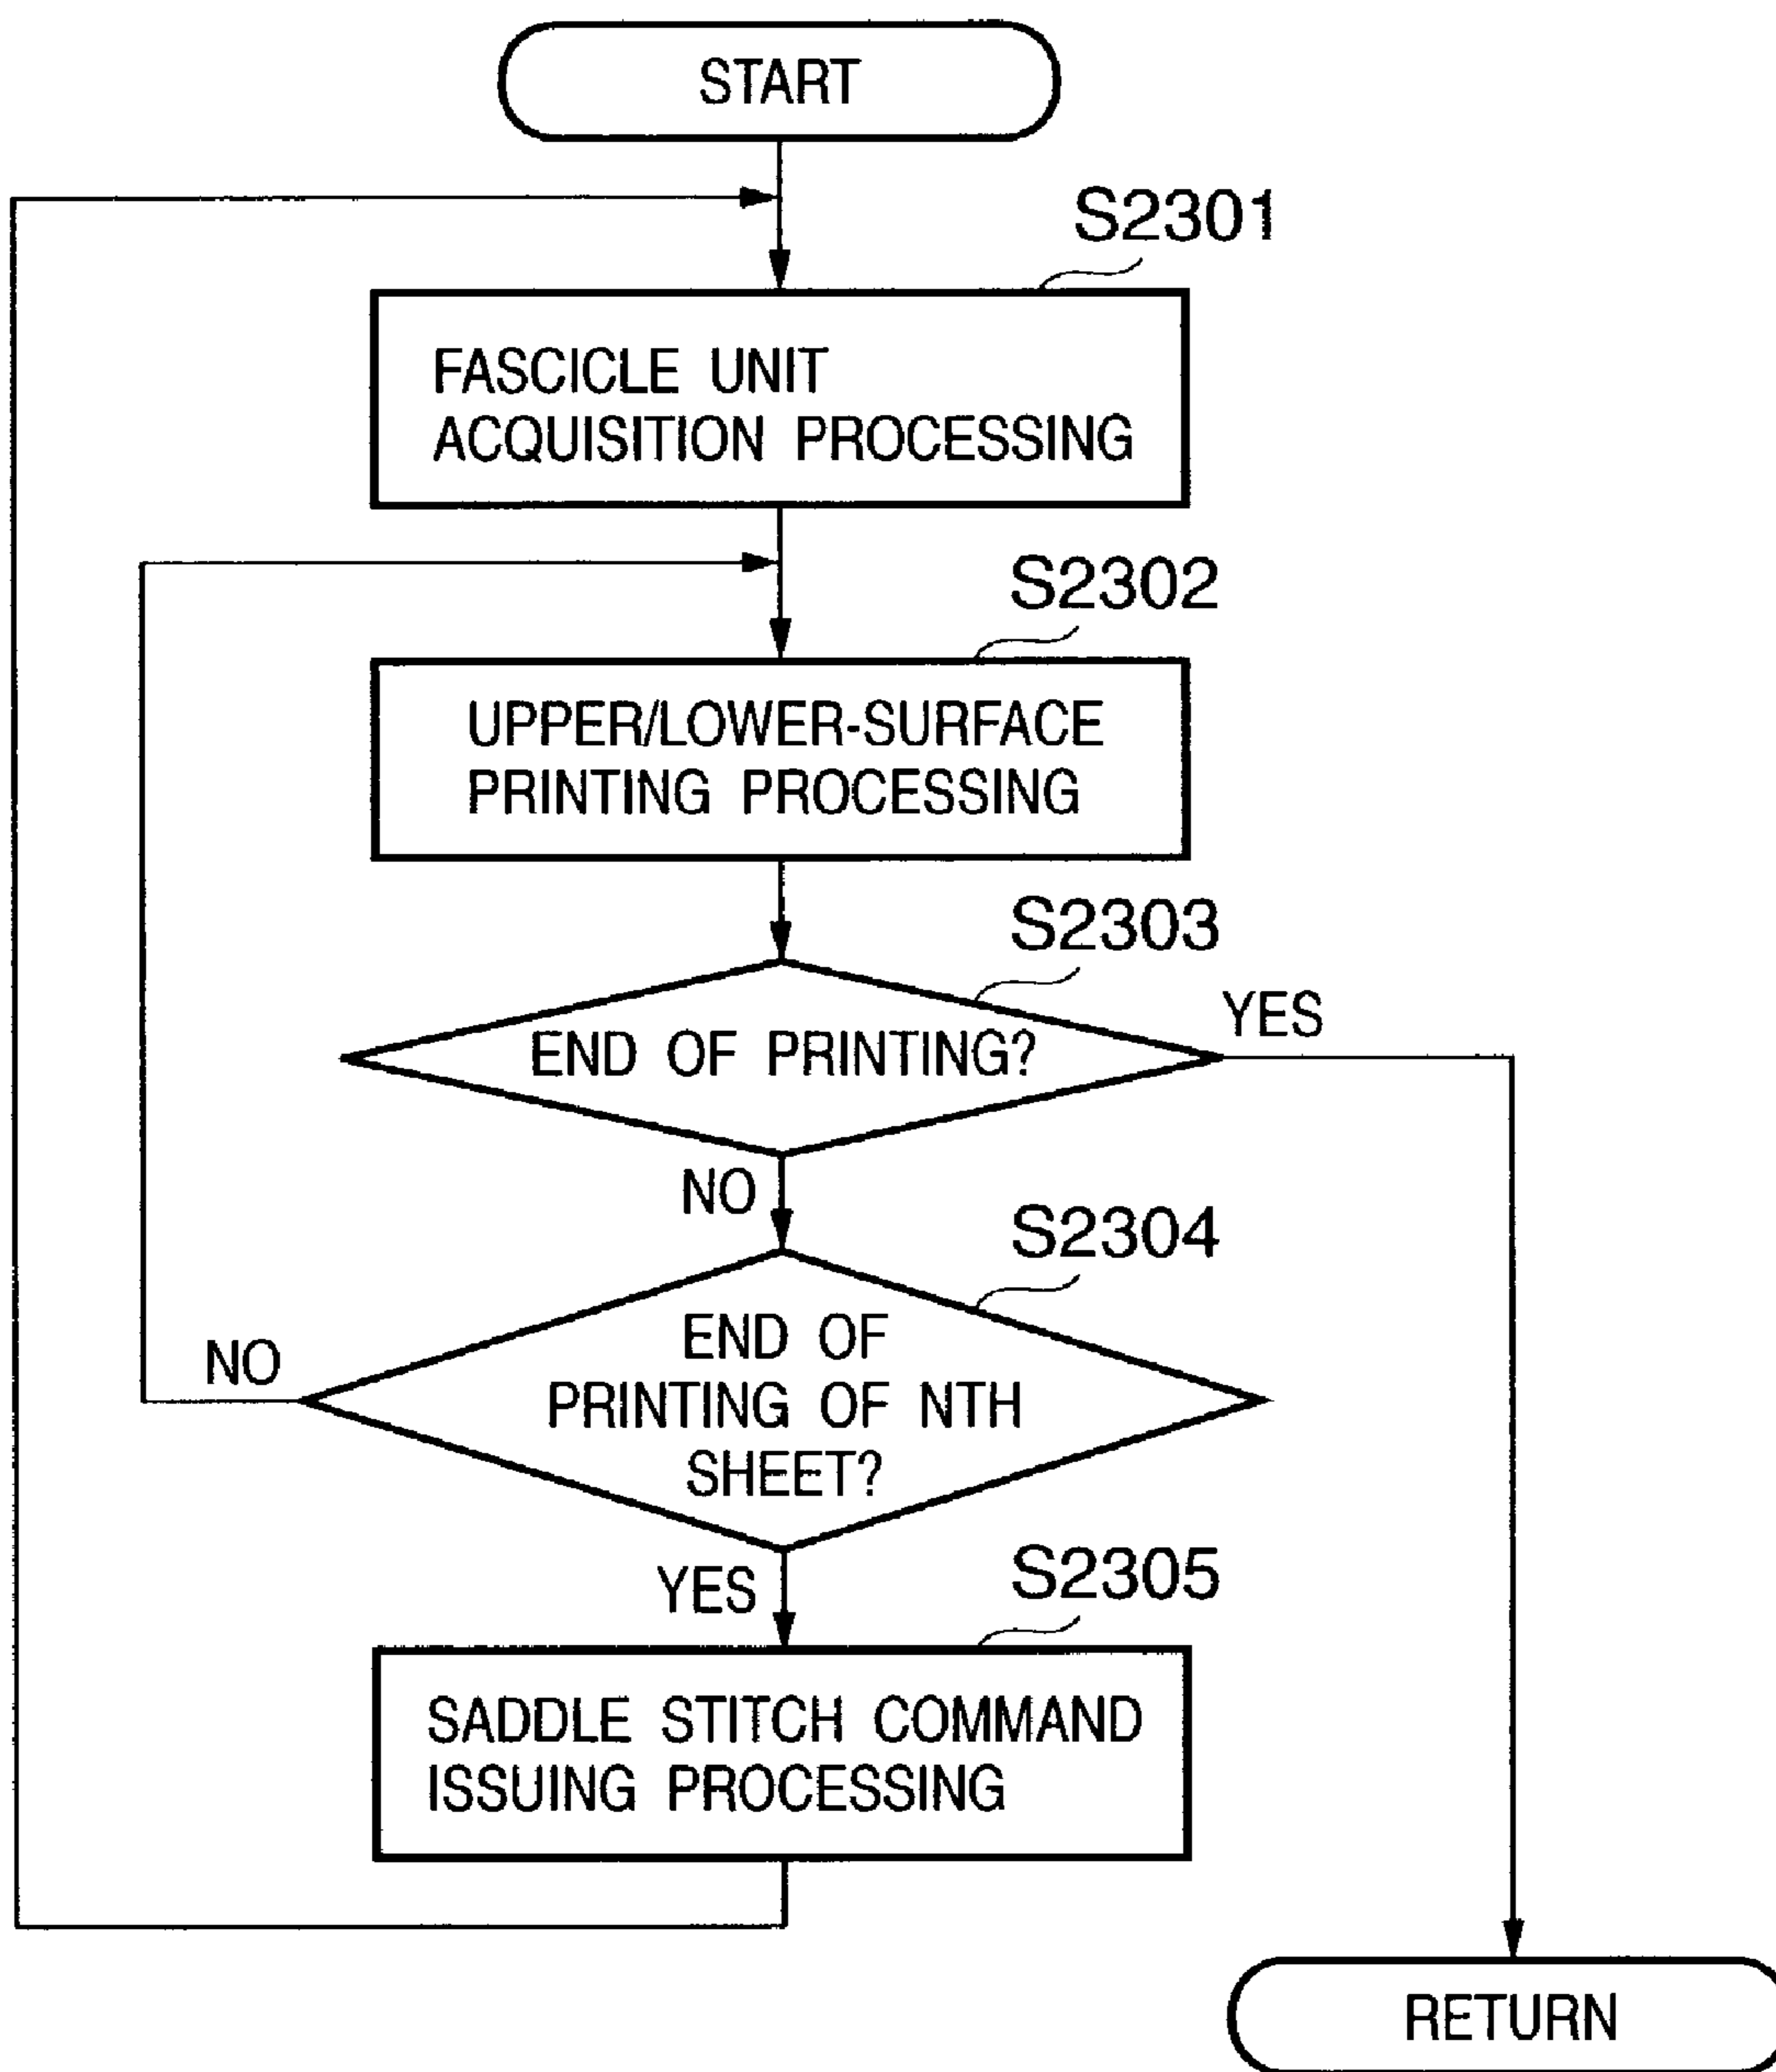 START
S2301
FASCICLE UNIT
ACQUISITION PROCESSING
S2302
UPPER/LOWER-SURFACE
PRINTING PROCESSING
S2303
END OF PRINTING?
YES
NO
S2304
END OF
PRINTING OF NTH
SHEET?
NO
YES
S2305
SADDLE STITCH COMMAND
ISSUING PROCESSING
RETURN